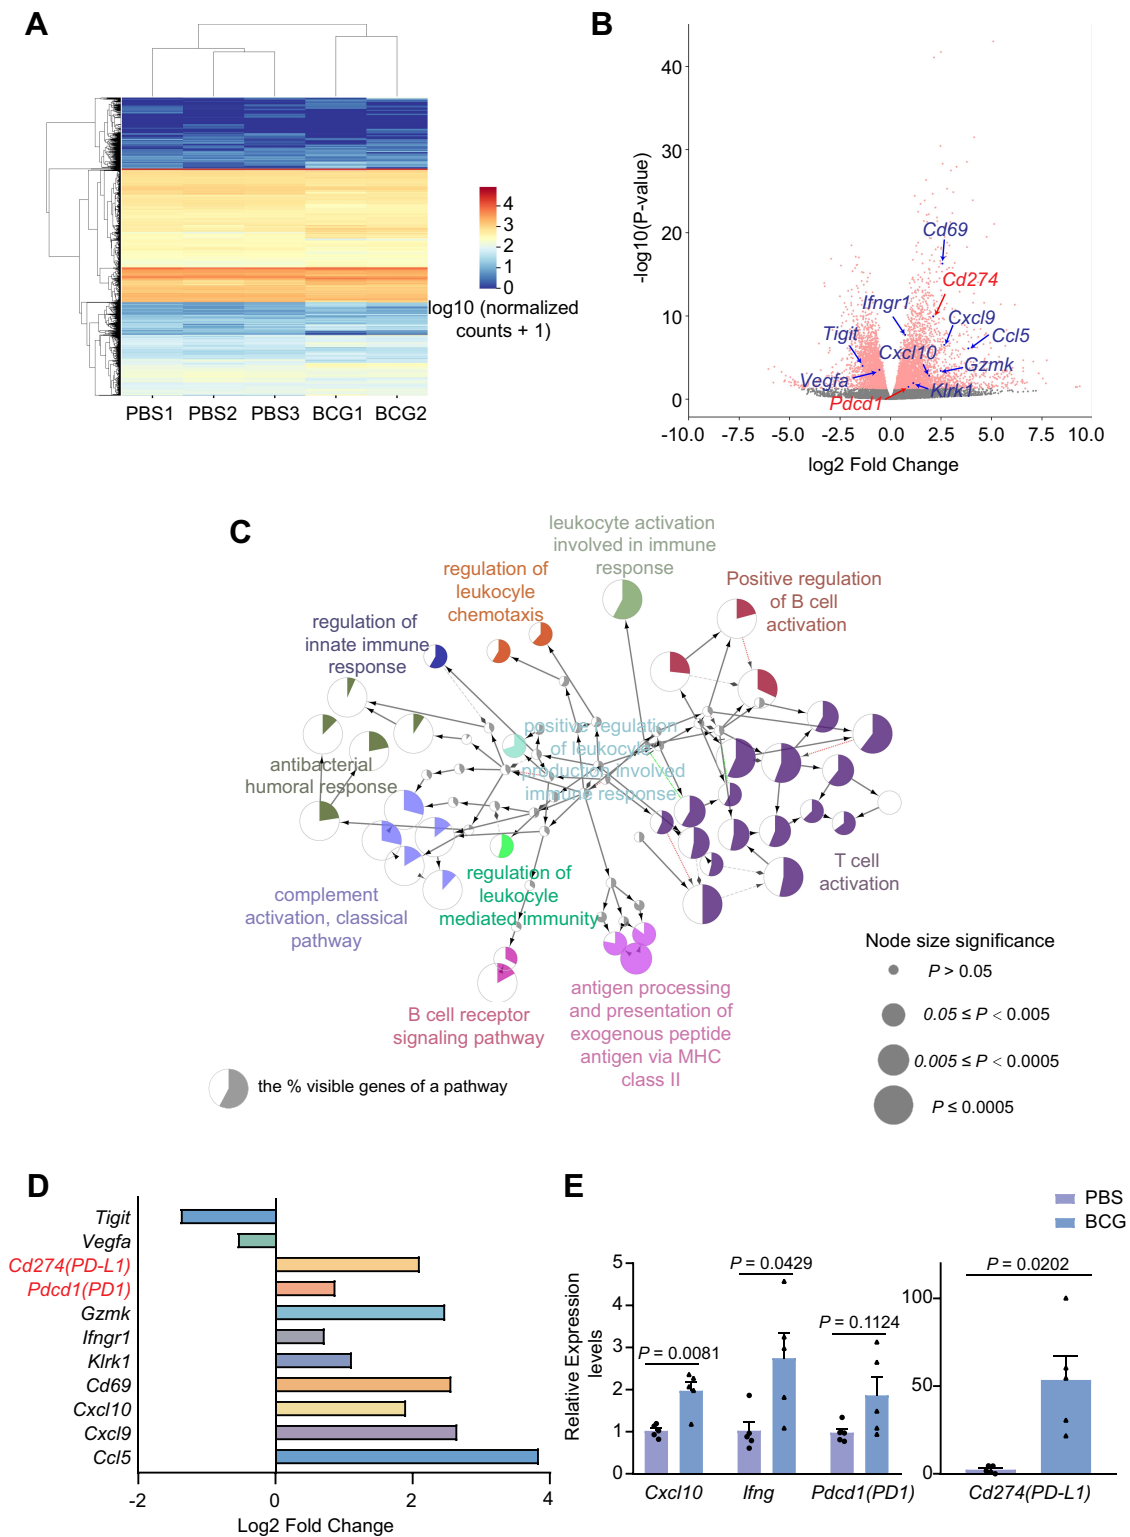 A
PBS1 PBS2 PBS3 BCG1 BCG2
4
3
2
1
0
log10 (normalized
counts + 1)
B
-log10(P-value)
40
30
20
10
0
Cd69
Cd274
Ifngr1
Cxcl9
Tigit
Ccl5
Cxcl10
Gzmk
Vegfa
Klrk1
Pdcd1
-10.0 -7.5 -5.0 -2.5 0.0 2.5 5.0 7.5 10.0
log2 Fold Change
C
leukocyte activation
involved in immune
response
regulation of
leukocyte
chemotaxis
Positive regulation
of B cell
activation
regulation of
innate immune
response
positive regulation
of leukocyte
production involved
immune response
antibacterial
humoral response
T cell
activation
regulation of
leukocyte
mediated immunity
complement
activation, classical
pathway
B cell receptor
signaling pathway
antigen processing
and presentation of
exogenous peptide
antigen via MHC
class II
Node size significance
P > 0.05
0.05 ≤ P < 0.005
0.005 ≤ P < 0.0005
P ≤ 0.0005
the % visible genes of a pathway
D
Tigit
Vegfa
Cd274(PD-L1)
Pdcd1(PD1)
Gzmk
Ifngr1
Klrk1
Cd69
Cxcl10
Cxcl9
Ccl5
-2 0 2 4
Log2 Fold Change
E
PBS
BCG
Relative Expression
levels
5
4
3
2
1
0
P = 0.0081
P = 0.0429
P = 0.1124
Cxcl10 Ifng Pdcd1(PD1)
100
50
0
P = 0.0202
Cd274(PD-L1)